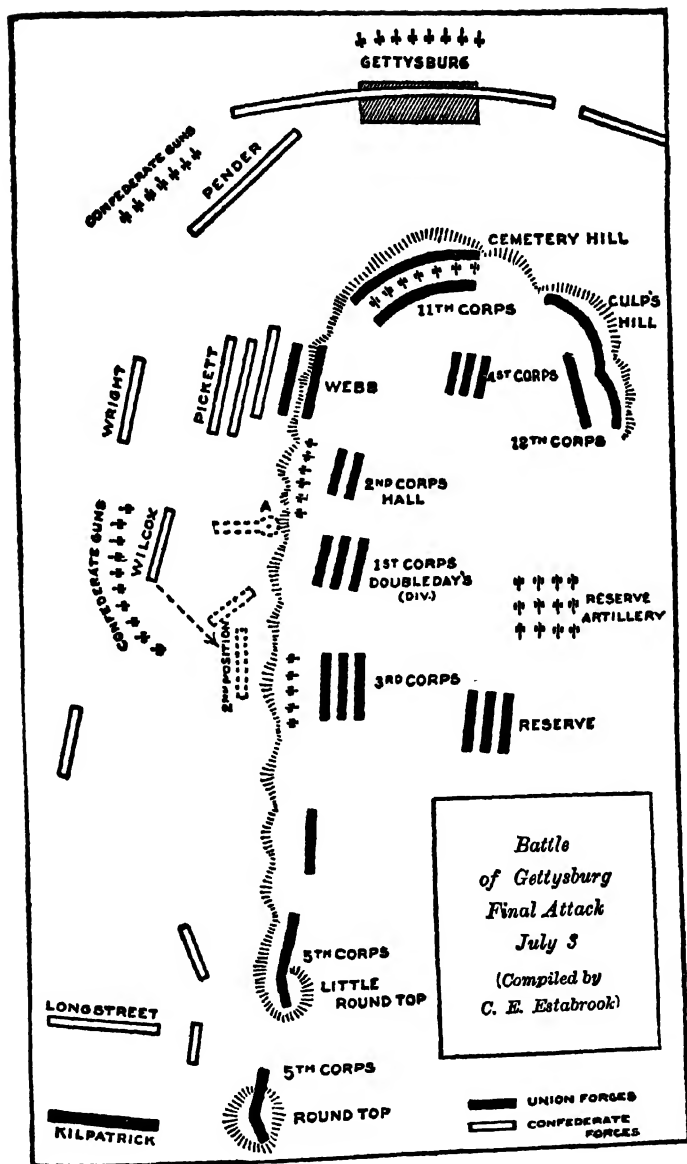 GETTYSBURG
CONFEDERATE GUNS
PENDER
CEMETERY HILL
11TH CORPS
CULP'S
HILL
WRIGHT
PICKETT
WEBB
1ST CORPS
12TH CORPS
2ND CORPS
HALL
A
CONFEDERATE GUNS
WILCOX
1ST CORPS
DOUBLEDAY'S
(DIV.)
RESERVE
ARTILLERY
2ND POSITION
3RD CORPS
RESERVE
Battle
of Gettysburg
Final Attack
July 3
(Compiled by
C. E. Estabrook)
5TH CORPS
LITTLE
ROUND TOP
LONGSTREET
5TH CORPS
ROUND TOP
KILPATRICK
UNION FORCES
CONFEDERATE
FORCES